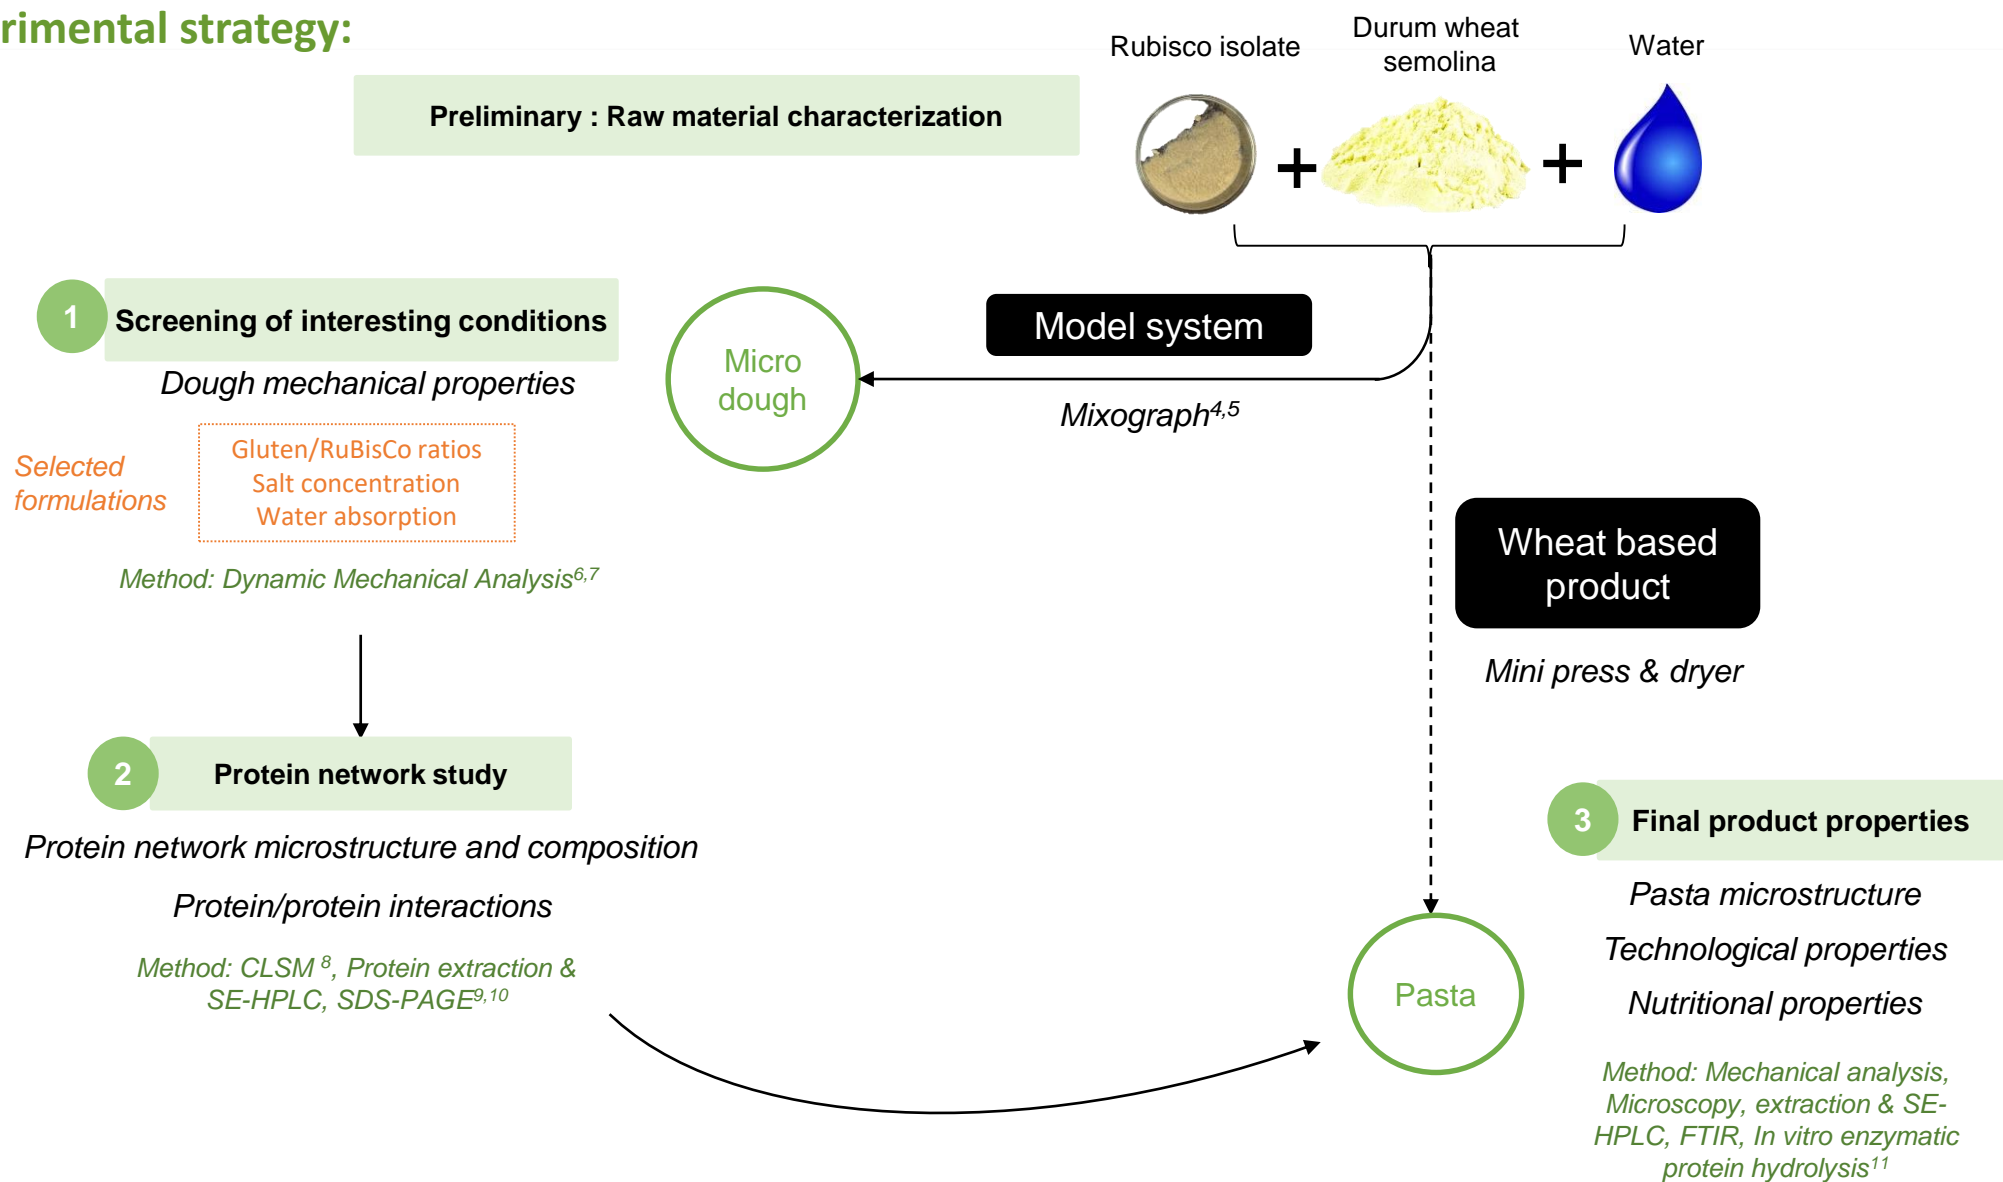 rimental strategy:
Preliminary : Raw material characterization
Rubisco isolate
Durum wheat
semolina
Water
+
+
1
Screening of interesting conditions
Dough mechanical properties
Selected
formulations
Gluten/RuBisCo ratios
Salt concentration
Water absorption
Method: Dynamic Mechanical Analysis6,7
Micro
dough
Model system
Mixograph4,5
Wheat based
product
Mini press & dryer
2
Protein network study
Protein network microstructure and composition
Protein/protein interactions
Method: CLSM 8, Protein extraction &
SE-HPLC, SDS-PAGE9,10
Pasta
3
Final product properties
Pasta microstructure
Technological properties
Nutritional properties
Method: Mechanical analysis,
Microscopy, extraction & SE-
HPLC, FTIR, In vitro enzymatic
protein hydrolysis11